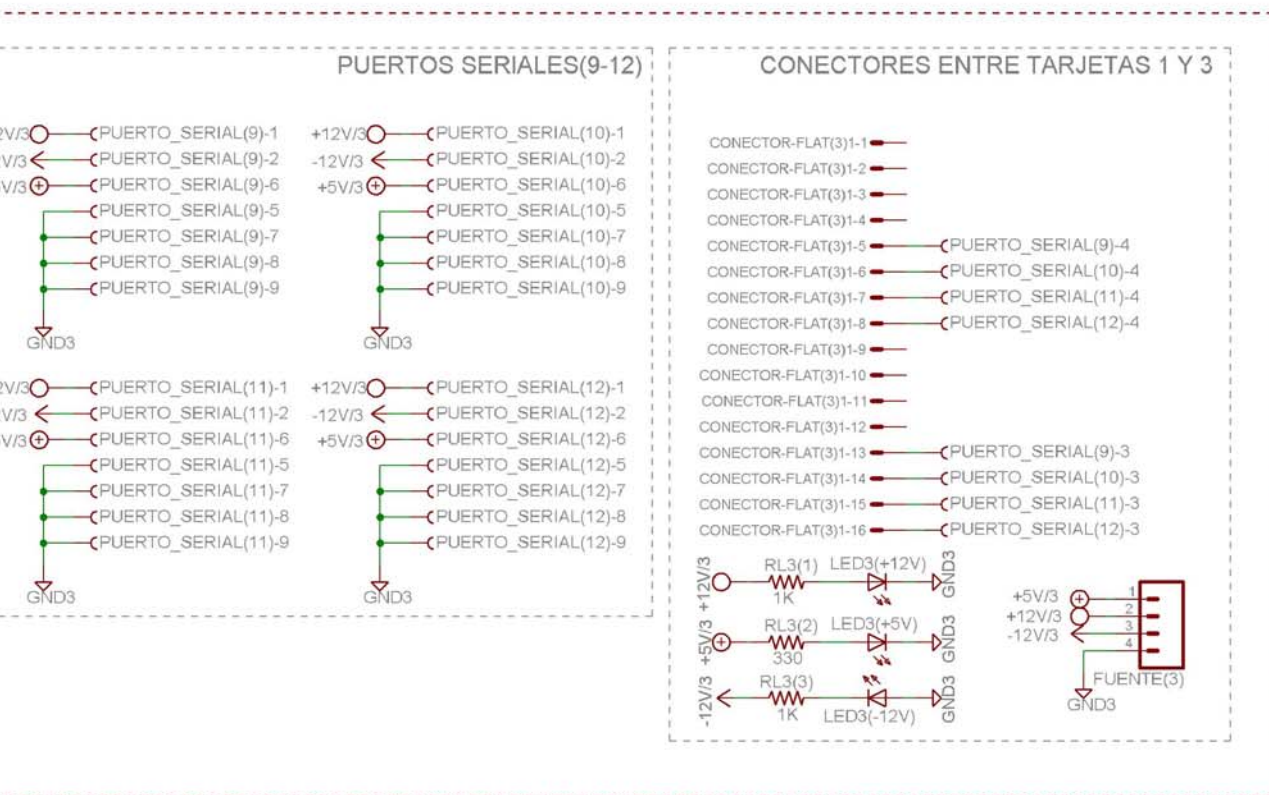 PUERTOS SERIALES(9-12)
PUERTO_SERIAL(9)-1
PUERTO_SERIAL(9)-2
PUERTO_SERIAL(9)-6
PUERTO_SERIAL(9)-5
PUERTO_SERIAL(9)-7
PUERTO_SERIAL(9)-8
PUERTO_SERIAL(9)-9
GND3
+12V/3 PUERTO_SERIAL(10)-1
-12V/3 PUERTO_SERIAL(10)-2
+5V/3 PUERTO_SERIAL(10)-6
PUERTO_SERIAL(10)-5
PUERTO_SERIAL(10)-7
PUERTO_SERIAL(10)-8
PUERTO_SERIAL(10)-9
GND3
PUERTO_SERIAL(11)-1
PUERTO_SERIAL(11)-2
PUERTO_SERIAL(11)-6
PUERTO_SERIAL(11)-5
PUERTO_SERIAL(11)-7
PUERTO_SERIAL(11)-8
PUERTO_SERIAL(11)-9
GND3
+12V/3 PUERTO_SERIAL(12)-1
-12V/3 PUERTO_SERIAL(12)-2
+5V/3 PUERTO_SERIAL(12)-6
PUERTO_SERIAL(12)-5
PUERTO_SERIAL(12)-7
PUERTO_SERIAL(12)-8
PUERTO_SERIAL(12)-9
GND3
CONECTORES ENTRE TARJETAS 1 Y 3
CONECTOR-FLAT(3)1-1
CONECTOR-FLAT(3)1-2
CONECTOR-FLAT(3)1-3
CONECTOR-FLAT(3)1-4
CONECTOR-FLAT(3)1-5 PUERTO_SERIAL(9)-4
CONECTOR-FLAT(3)1-6 PUERTO_SERIAL(10)-4
CONECTOR-FLAT(3)1-7 PUERTO_SERIAL(11)-4
CONECTOR-FLAT(3)1-8 PUERTO_SERIAL(12)-4
CONECTOR-FLAT(3)1-9
CONECTOR-FLAT(3)1-10
CONECTOR-FLAT(3)1-11
CONECTOR-FLAT(3)1-12
CONECTOR-FLAT(3)1-13 PUERTO_SERIAL(9)-3
CONECTOR-FLAT(3)1-14 PUERTO_SERIAL(10)-3
CONECTOR-FLAT(3)1-15 PUERTO_SERIAL(11)-3
CONECTOR-FLAT(3)1-16 PUERTO_SERIAL(12)-3
+12V/3 RL3(1) 1K LED3(+12V) GND3
+5V/3 RL3(2) 330 LED3(+5V) GND3
-12V/3 RL3(3) 1K LED3(-12V) GND3
+5V/3 1
+12V/3 2
-12V/3 3
4
FUENTE(3)
GND3